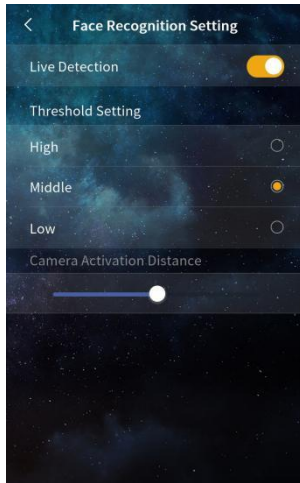 Face Recognition Setting
Live Detection
Threshold Setting
High
Middle
Low
Camera Activation Distance